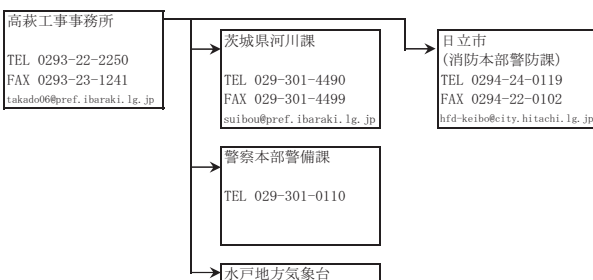 高萩工事事務所
TEL 0293-22-2250
FAX 0293-23-1241
takado06@pref.ibaraki.lg.jp
茨城県河川課
TEL 029-301-4490
FAX 029-301-4499
suibou@pref.ibaraki.lg.jp
日立市
(消防本部警防課)
TEL 0294-24-0119
FAX 0294-22-0102
hfd-keibo@city.hitachi.lg.jp
警察本部警備課
TEL 029-301-0110
水戸地方気象台